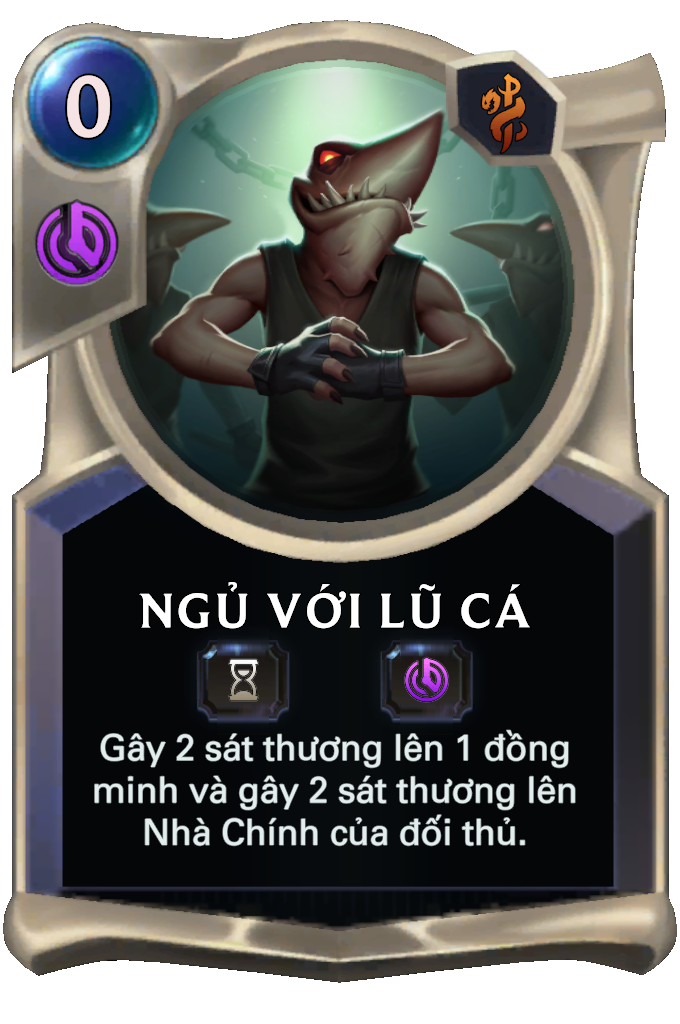 0
NGỦ VỚI LŨ CÁ
Gây 2 sát thương lên 1 đồng
minh và gây 2 sát thương lên
Nhà Chính của đối thủ.